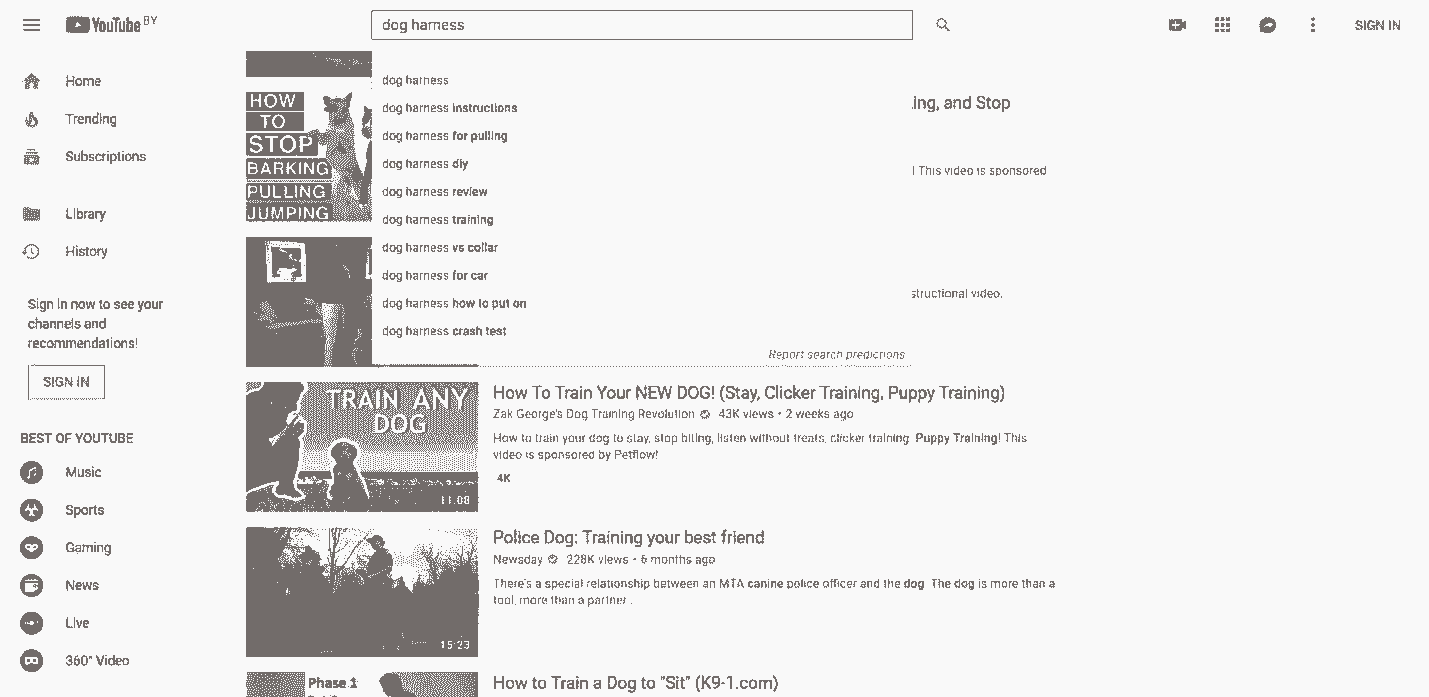 YouTube BY
dog harness
SIGN IN
Home
Trending
Subscriptions
Library
History
Sign in now to see your
channels and
recommendations!
SIGN IN
BEST OF YOUTUBE
Music
Sports
Gaming
News
Live
360° Video
dog harness
dog harness instructions
dog harness for pulling
dog harness diy
dog harness review
dog harness training
dog harness vs collar
dog harness for car
dog harness how to put on
dog harness crash test
Report search predictions
HOW
TO
STOP
BARKING
PULLING
JUMPING
ing, and Stop
! This video is sponsored
structional video.
TRAIN ANY
DOG
11:08
How To Train Your NEW DOG! (Stay, Clicker Training, Puppy Training)
Zak George's Dog Training Revolution 43K views • 2 weeks ago
How to train your dog to stay, stop biting, listen without treats, clicker training. Puppy Training! This
video is sponsored by Petflow!
4K
15:23
Police Dog: Training your best friend
Newsday 228K views • 6 months ago
There's a special relationship between an MTA canine police officer and the dog. The dog is more than a
tool, more than a partner .
Phase 1
How to Train a Dog to "Sit" (K9-1.com)